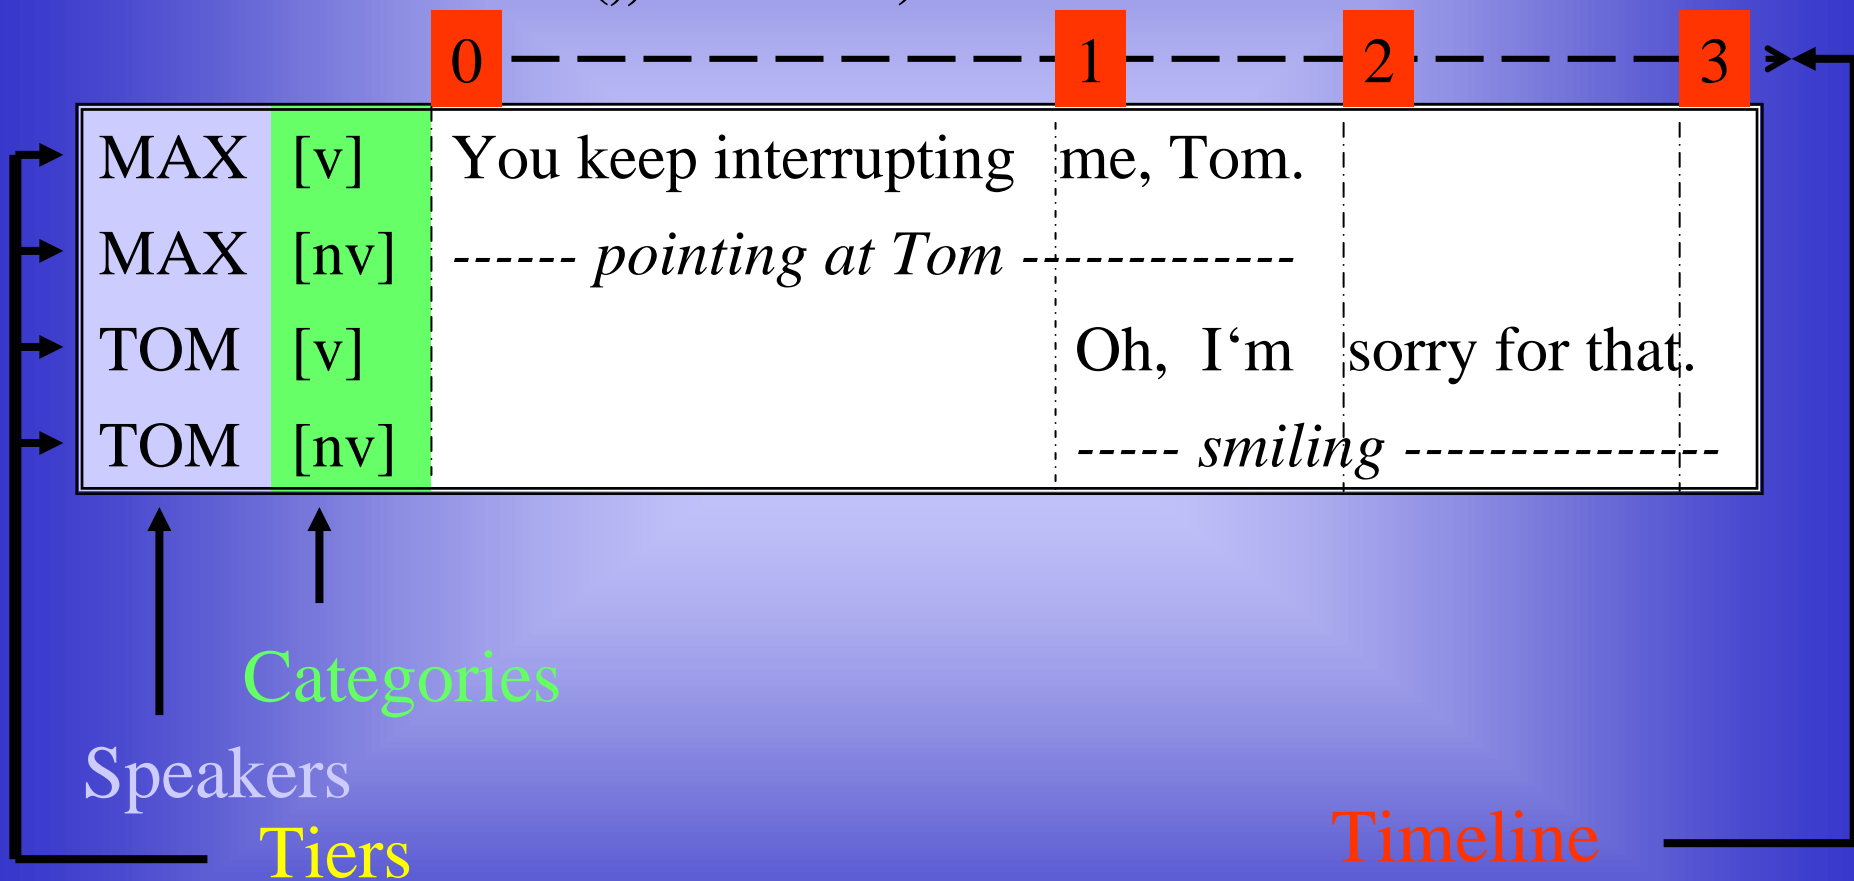 0 1 2 3
MAX [v] You keep interrupting me, Tom.
MAX [nv] ------ pointing at Tom -------------
TOM [v] Oh, I‘m sorry for that.
TOM [nv] ----- smiling ---------------
Categories
Speakers
Tiers
Timeline